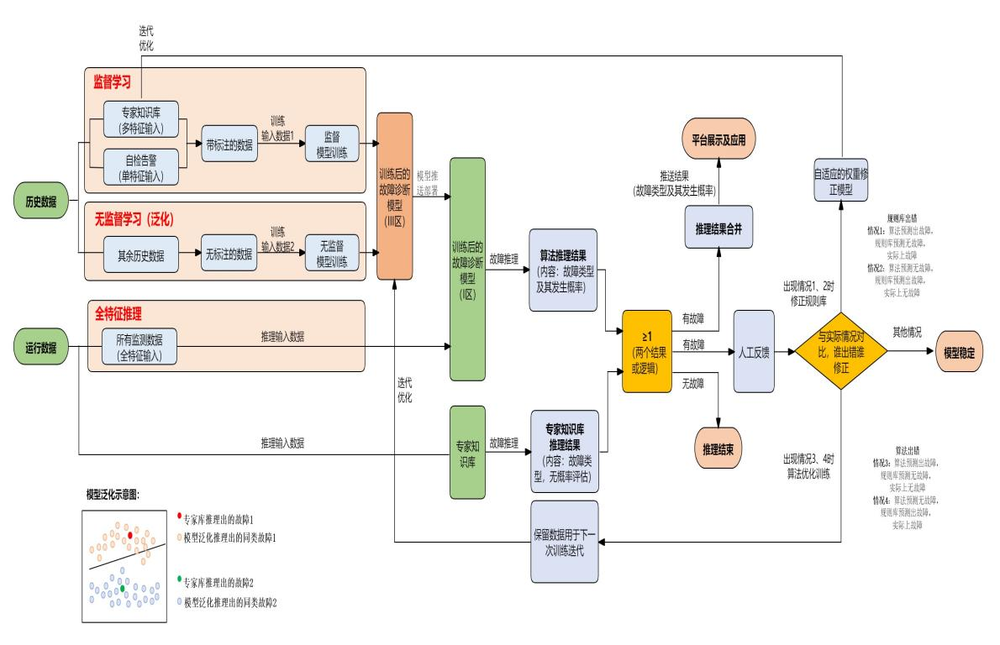 迭代
优化
监督学习
专家知识库
（多特征输入）
自检告警
（单特征输入）
带标注的数据
训练
输入数据1
监督
模型训练
历史数据
无监督学习（泛化）
其余历史数据
无标注的数据
训练
输入数据2
无监督
模型训练
训练后的
故障诊断
模型
（III区）
模型推
送部署
运行数据
全特征推理
所有监测数据
（全特征输入）
推理输入数据
推理输入数据
迭代
优化
训练后的
故障诊断
模型
（I区）
专家知
识库
故障推理
故障推理
算法推理结果
（内容：故障类型
及其发生概率）
专家知识库
推理结果
（内容：故障类
型，无概率评估）
保留数据用于下一
次训练迭代
≥1
（两个结果
或逻辑）
有故障
有故障
无故障
平台展示及应用
推送结果
（故障类型及其发生概率）
推理结果合并
人工反馈
推理结束
自适应的权重修
正模型
出现情况1、2时
修正规则库
规则库出错
情况1：算法预测出故障，
规则库预测无故障，
实际上故障
情况2：算法预测无故障，
规则库预测出故障，
实际上无故障
与实际情况对
比，谁出错谁
修正
其他情况
模型稳定
出现情况3、4时
算法优化训练
算法出错
情况3：算法预测出故障，
规则库预测无故障，
实际上无故障
情况4：算法预测无故障，
规则库预测出故障，
实际上故障
模型泛化示意图：
专家库推理出的故障1
模型泛化推理出的同类故障1
专家库推理出的故障2
模型泛化推理出的同类故障2